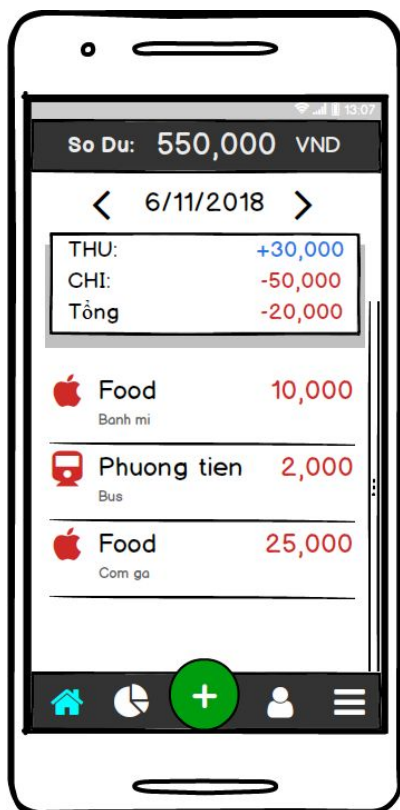 13:07
So Du: 550,000 VND
6/11/2018
THU: +30,000
CHI: -50,000
Tổng -20,000
Food 10,000
Banh mi
Phuong tien 2,000
Bus
Food 25,000
Com ga